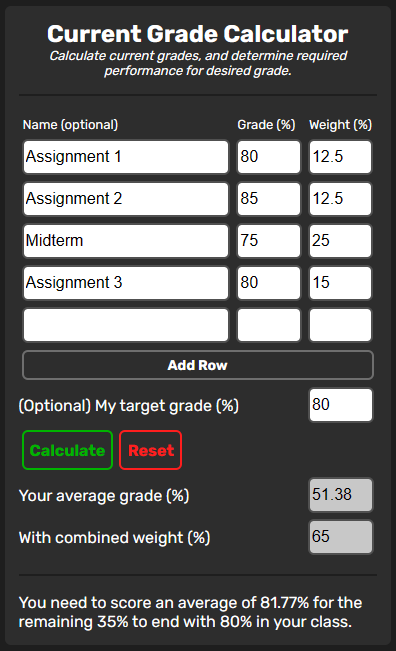 Current Grade Calculator
Calculate current grades, and determine required
performance for desired grade.
Name (optional) Grade (%) Weight (%)
Assignment 1 80 12.5
Assignment 2 85 12.5
Midterm 75 25
Assignment 3 80 15
Add Row
(Optional) My target grade (%) 80
Calculate Reset
Your average grade (%) 51.38
With combined weight (%) 65
You need to score an average of 81.77% for the
remaining 35% to end with 80% in your class.